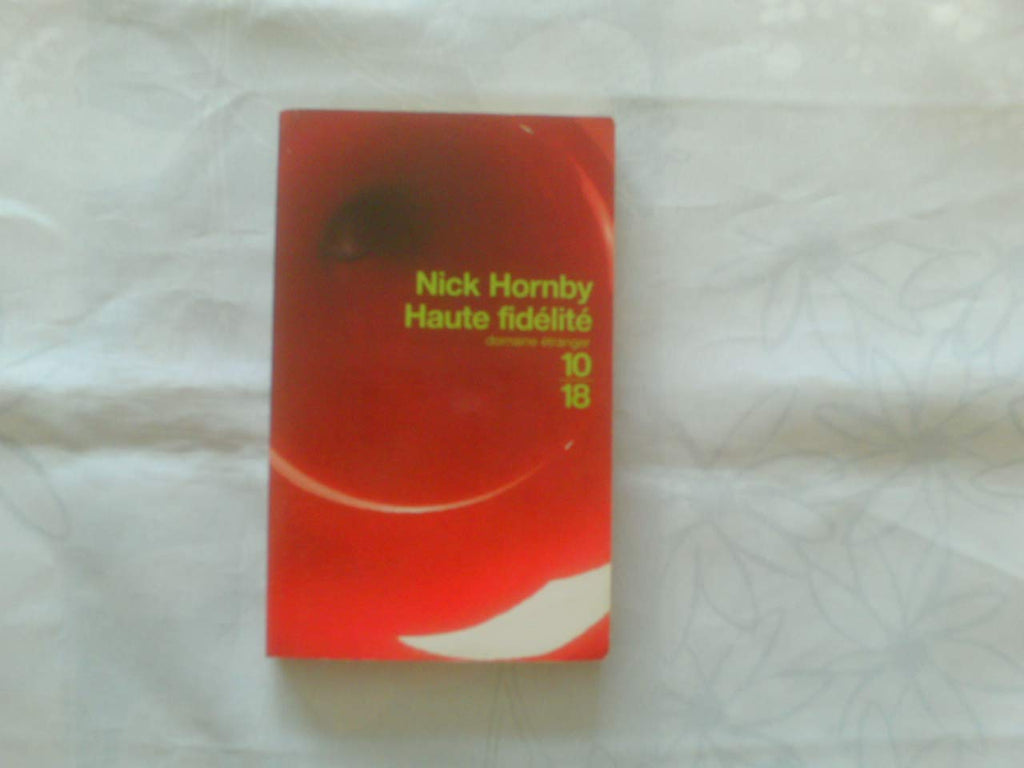 Nick Hornby
Haute fidélité
domaine étranger
10
18